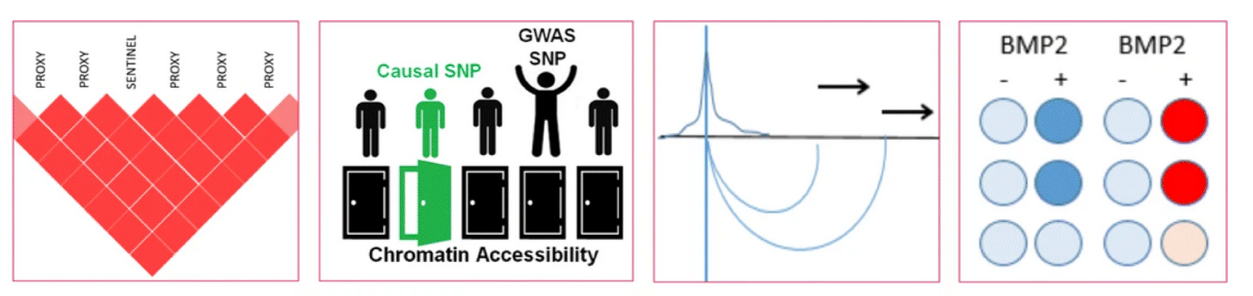 PROXY
PROXY
SENTINEL
PROXY
PROXY
PROXY
GWAS
SNP
Causal SNP
Chromatin Accessibility
BMP2 BMP2
- + - +